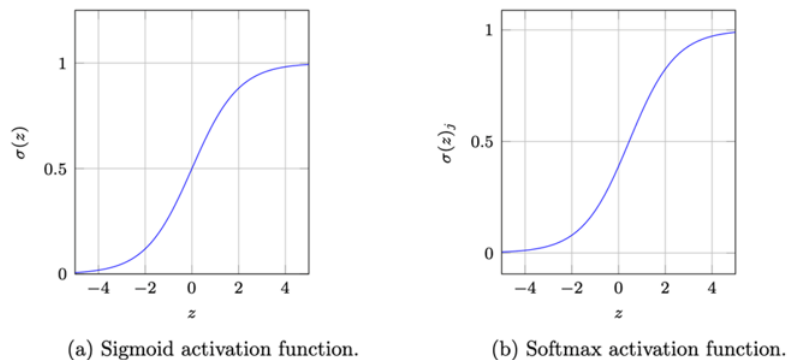 1
0.5
0
σ(z)
−4 −2 0 2 4
z
(a) Sigmoid activation function.
1
0.5
0
σ(z)j
−4 −2 0 2 4
z
(b) Softmax activation function.